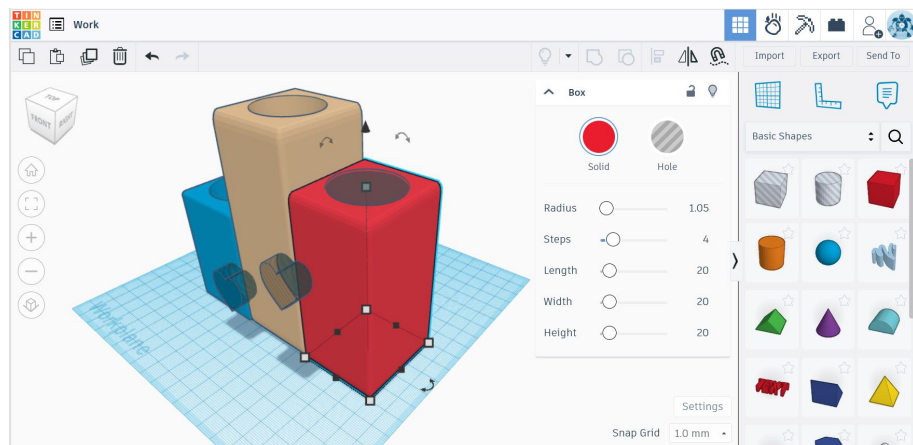 TIN
KER
CAD
Work
Import
Export
Send To
TOP
FRONT
RIGHT
Box
Solid
Hole
Radius 1.05
Steps 4
Length 20
Width 20
Height 20
Settings
Snap Grid 1.0 mm
Basic Shapes
TEXT
Workplane